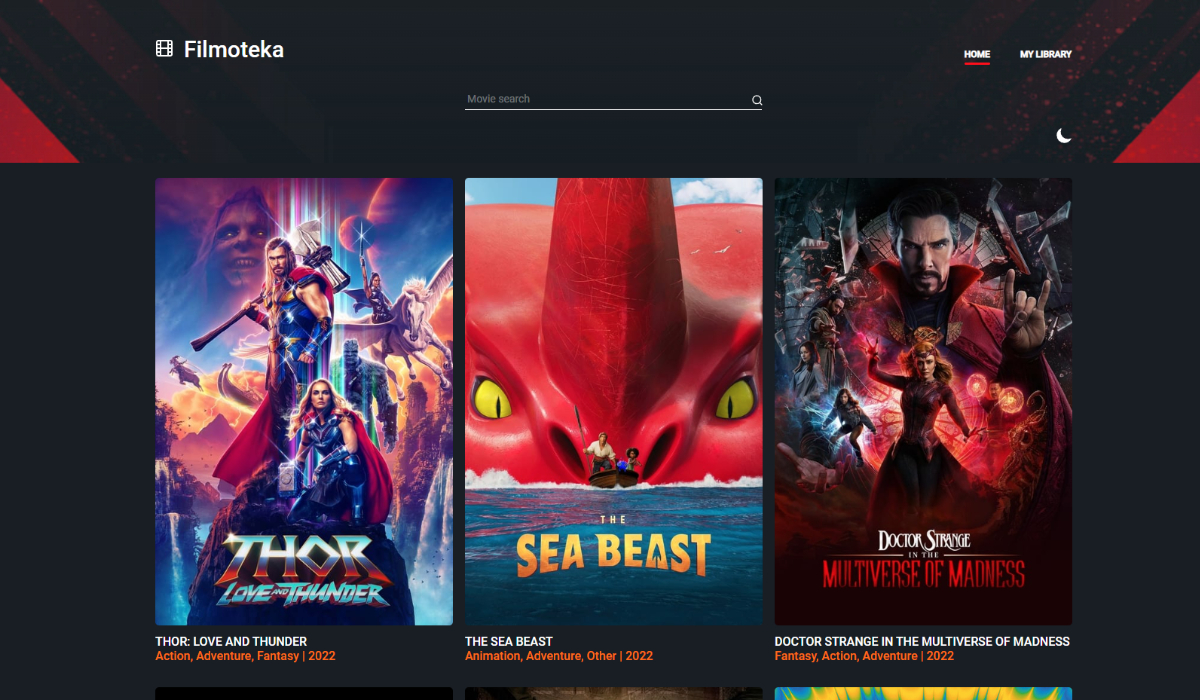 Filmoteka
HOME
MY LIBRARY
Movie search
THOR
LOVE AND THUNDER
THE
SEA BEAST
DOCTOR STRANGE
IN THE
MULTIVERSE OF MADNESS
THOR: LOVE AND THUNDER
Action, Adventure, Fantasy | 2022
THE SEA BEAST
Animation, Adventure, Other | 2022
DOCTOR STRANGE IN THE MULTIVERSE OF MADNESS
Fantasy, Action, Adventure | 2022